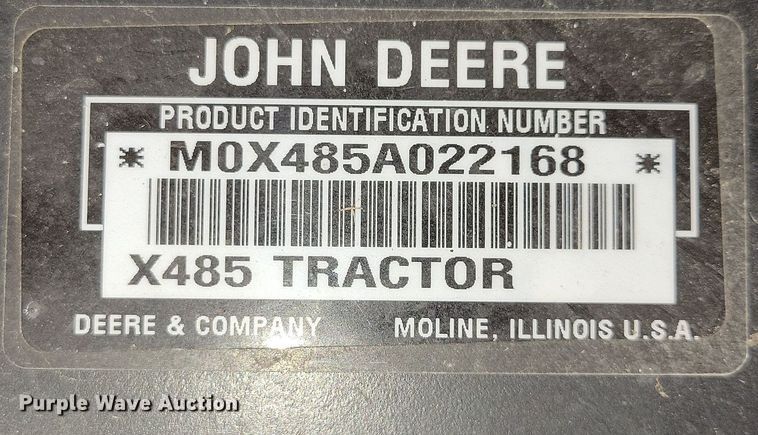 JOHN DEERE
PRODUCT IDENTIFICATION NUMBER
* M0X485A022168 *
X485 TRACTOR
DEERE & COMPANY MOLINE, ILLINOIS U.S.A.
Purple Wave Auction